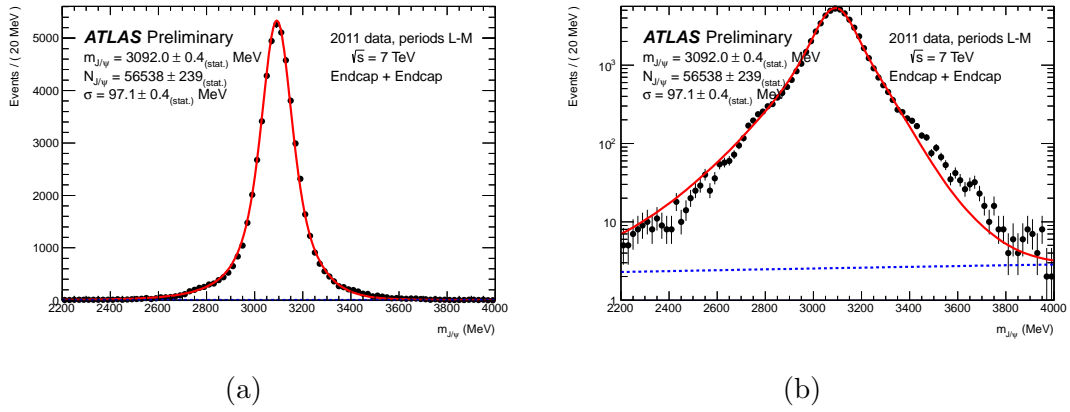 Events / ( 20 MeV )
5000
4000
3000
2000
1000
0
ATLAS Preliminary
m_{J/ψ} = 3092.0 ± 0.4_{(stat.)} MeV
N_{J/ψ} = 56538 ± 239_{(stat.)}
σ = 97.1 ± 0.4_{(stat.)} MeV
2011 data, periods L-M
√s = 7 TeV
Endcap + Endcap
2200 2400 2600 2800 3000 3200 3400 3600 3800 4000
m_{J/ψ} (MeV)
(a)
Events / ( 20 MeV )
10³
10²
10
1
ATLAS Preliminary
m_{J/ψ} = 3092.0 ± 0.4_{(stat.)} MeV
N_{J/ψ} = 56538 ± 239_{(stat.)}
σ = 97.1 ± 0.4_{(stat.)} MeV
2011 data, periods L-M
√s = 7 TeV
Endcap + Endcap
2200 2400 2600 2800 3000 3200 3400 3600 3800 4000
m_{J/ψ} (MeV)
(b)